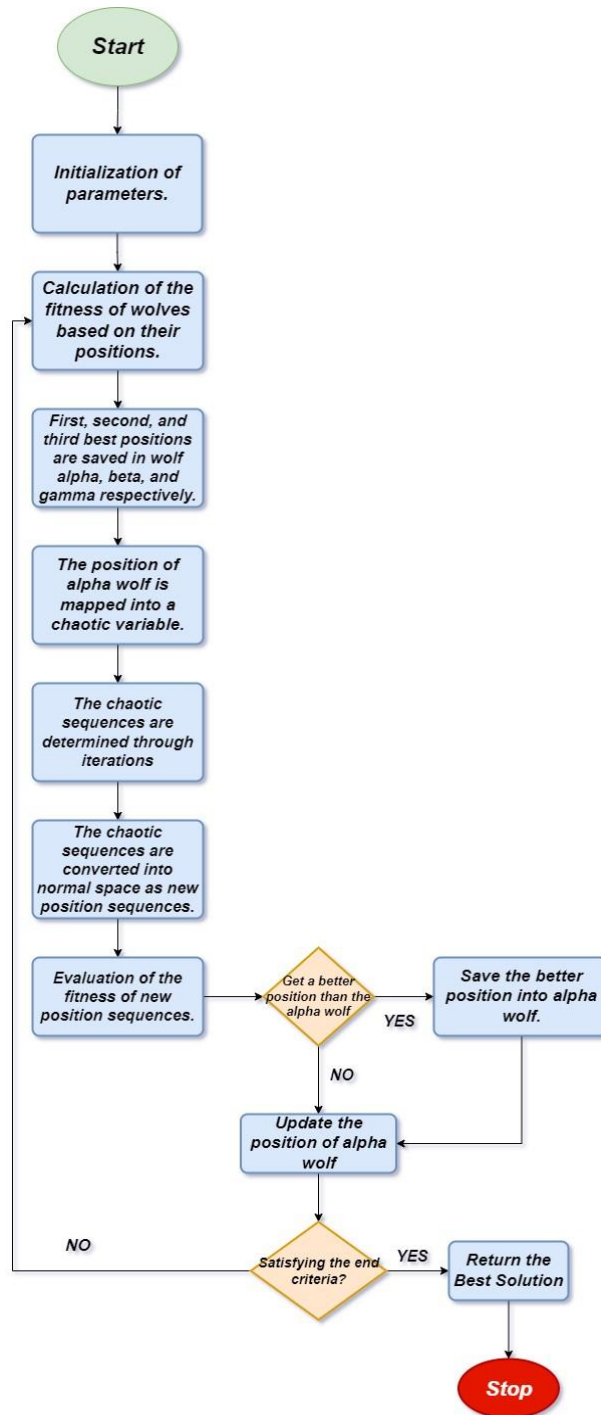 Start
Initialization of
parameters.
Calculation of the
fitness of wolves
based on their
positions.
First, second, and
third best positions
are saved in wolf
alpha, beta, and
gamma respectively.
The position of
alpha wolf is
mapped into a
chaotic variable.
The chaotic
sequences are
determined through
iterations
The chaotic
sequences are
converted into
normal space as new
position sequences.
Evaluation of the
fitness of new
position sequences.
Get a better
position than the
alpha wolf
YES
Save the better
position into alpha
wolf.
NO
Update the
position of alpha
wolf
NO
Satisfying the end
criteria?
YES
Return the
Best Solution
Stop